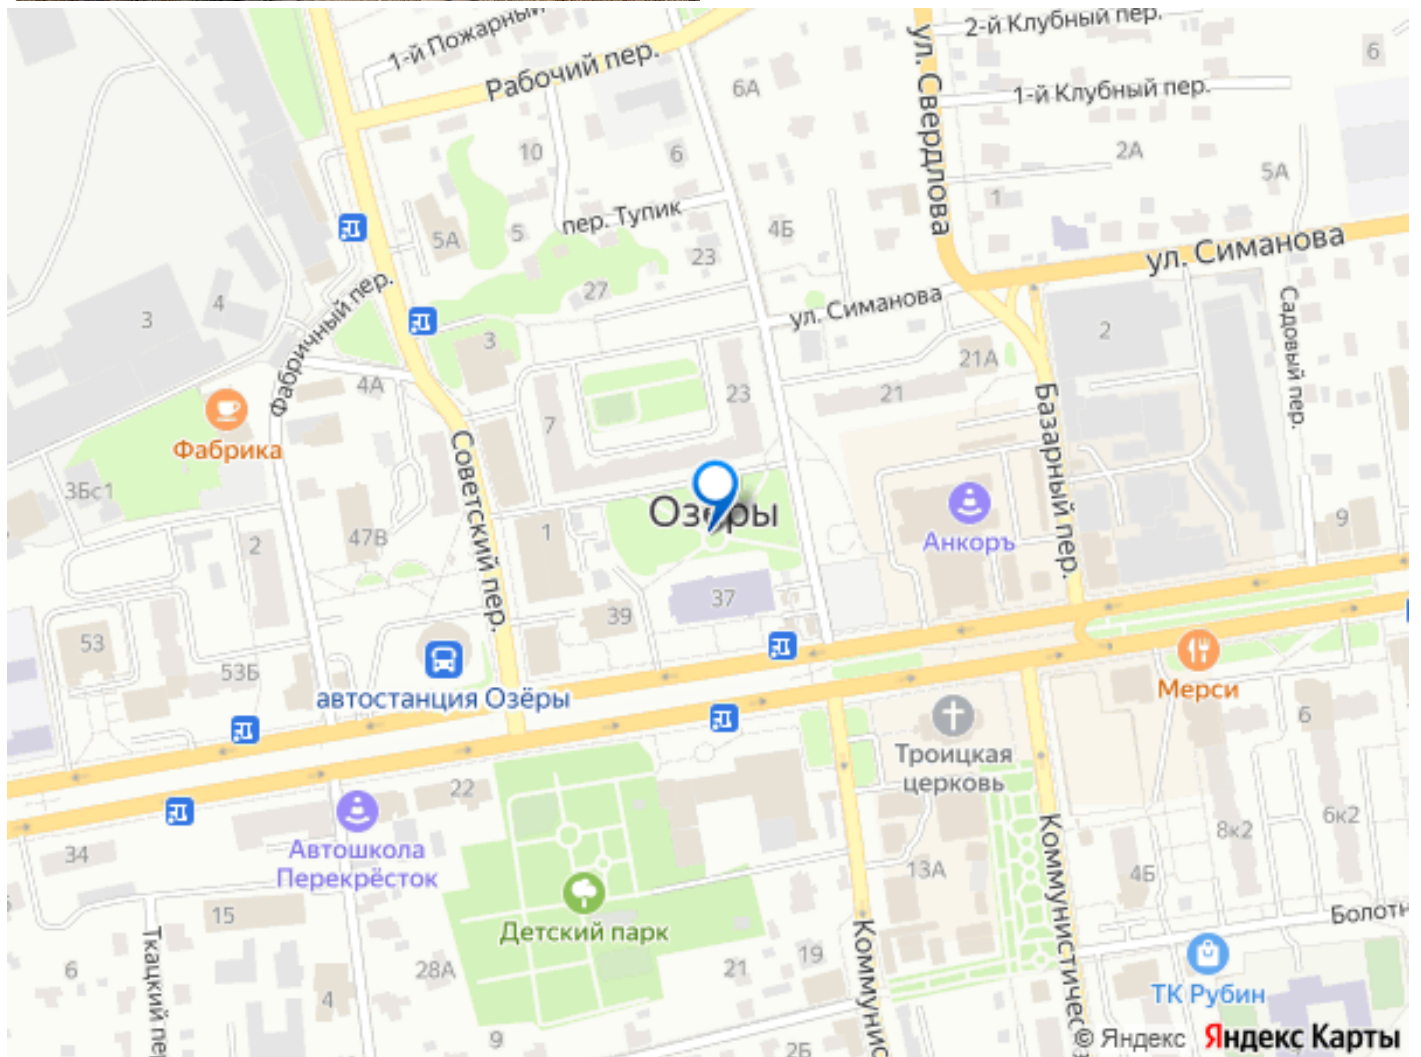 1-й Пожарный
2-й Клубный пер.
6
Рабочий пер.
ул. Свердлова
6А
1-й Клубный пер.
10
6
2А
5А
1
пер. Тупик
5А
5
4Б
23
ул. Симанова
27
ул. Симанова
Садовый пер.
Фабричный пер.
3
4
3
2
21А
4А
23
21
Базарный пер.
Фабрика
7
Советский пер.
3Бс1
Озёры
Анкоръ
9
47В
1
2
37
39
53
53Б
автостанция Озёры
Мерси
6
Троицкая
церковь
22
Автошкола
Перекрёсток
34
8к2
6к2
13А
4Б
Коммунистичес
15
Детский парк
Болотн
Ткацкий пе
Коммунис
6
28А
21
19
4
ТК Рубин
9
2Б
© Яндекс Яндекс Карты